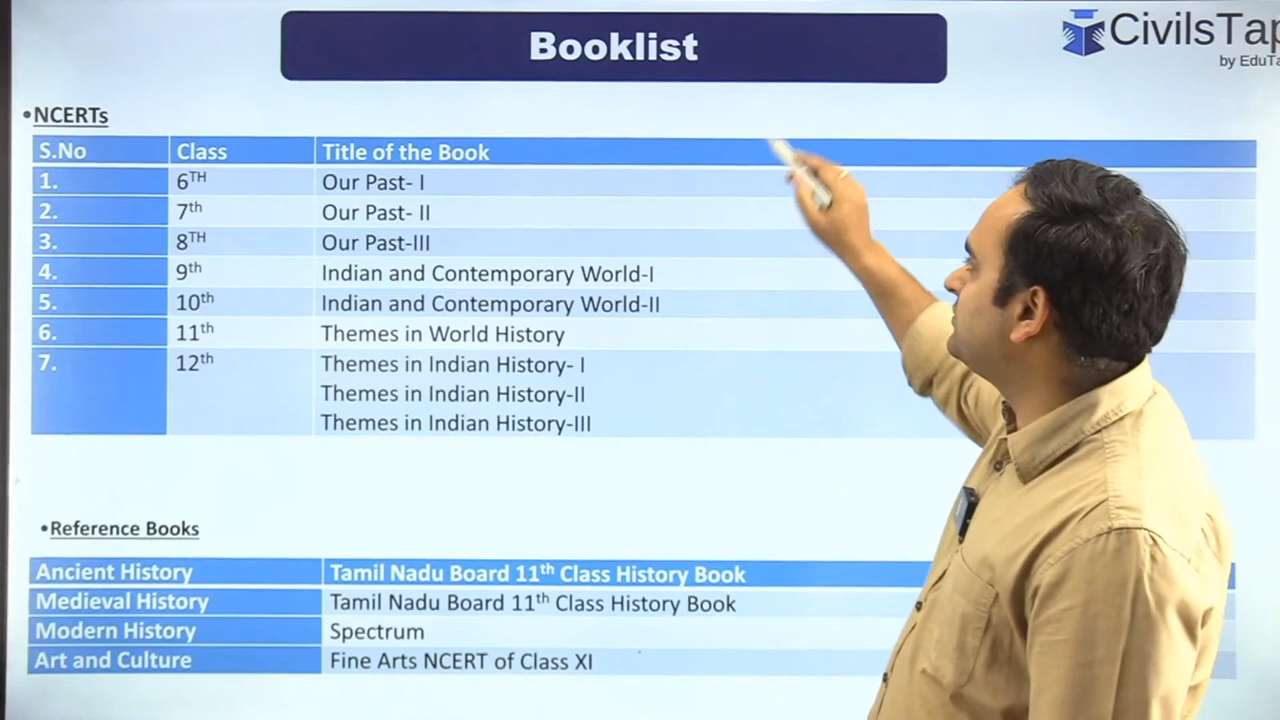 Booklist
CivilsTap
by EduTa
•NCERTs
S.No Class Title of the Book
1. 6TH Our Past- I
2. 7th Our Past- II
3. 8TH Our Past-III
4. 9th Indian and Contemporary World-I
5. 10th Indian and Contemporary World-II
6. 11th Themes in World History
7. 12th Themes in Indian History- I
Themes in Indian History-II
Themes in Indian History-III
•Reference Books
Ancient History Tamil Nadu Board 11th Class History Book
Medieval History Tamil Nadu Board 11th Class History Book
Modern History Spectrum
Art and Culture Fine Arts NCERT of Class XI